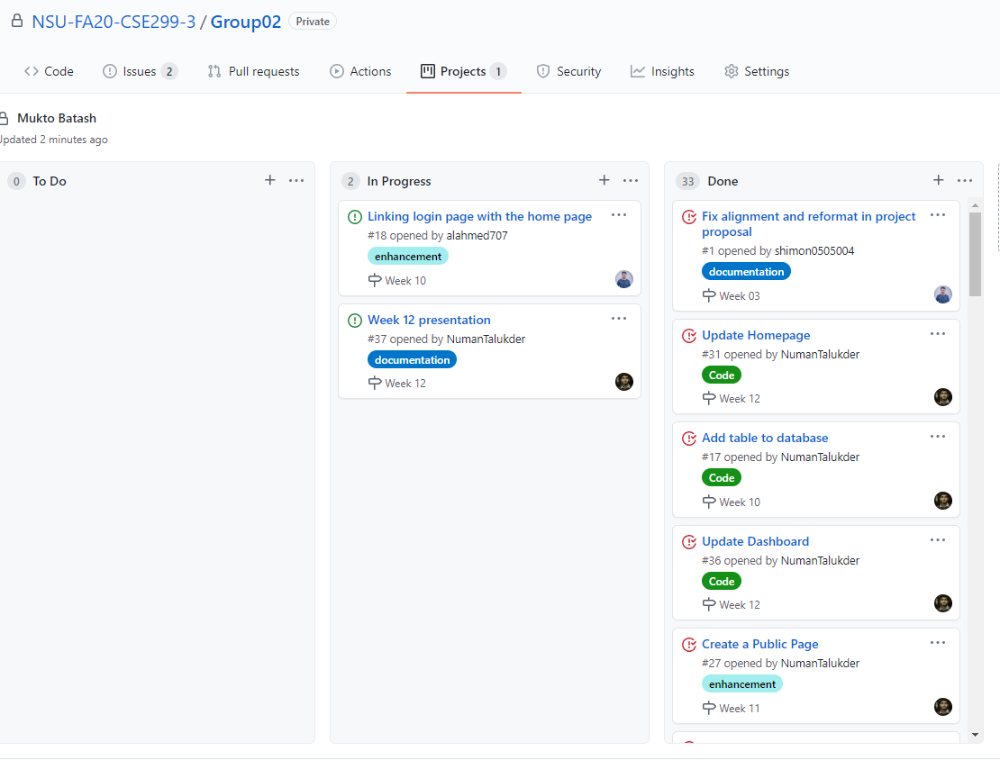 NSU-FA20-CSE299-3 / Group02 Private
Code Issues 2 Pull requests Actions Projects 1 Security Insights Settings
Mukto Batash
Updated 2 minutes ago
0 To Do
2 In Progress
Linking login page with the home page
#18 opened by alahmed707
enhancement
Week 10
Week 12 presentation
#37 opened by NumanTalukder
documentation
Week 12
33 Done
Fix alignment and reformat in project
proposal
#1 opened by shimon0505004
documentation
Week 03
Update Homepage
#31 opened by NumanTalukder
Code
Week 12
Add table to database
#17 opened by NumanTalukder
Code
Week 10
Update Dashboard
#36 opened by NumanTalukder
Code
Week 12
Create a Public Page
#27 opened by NumanTalukder
enhancement
Week 11